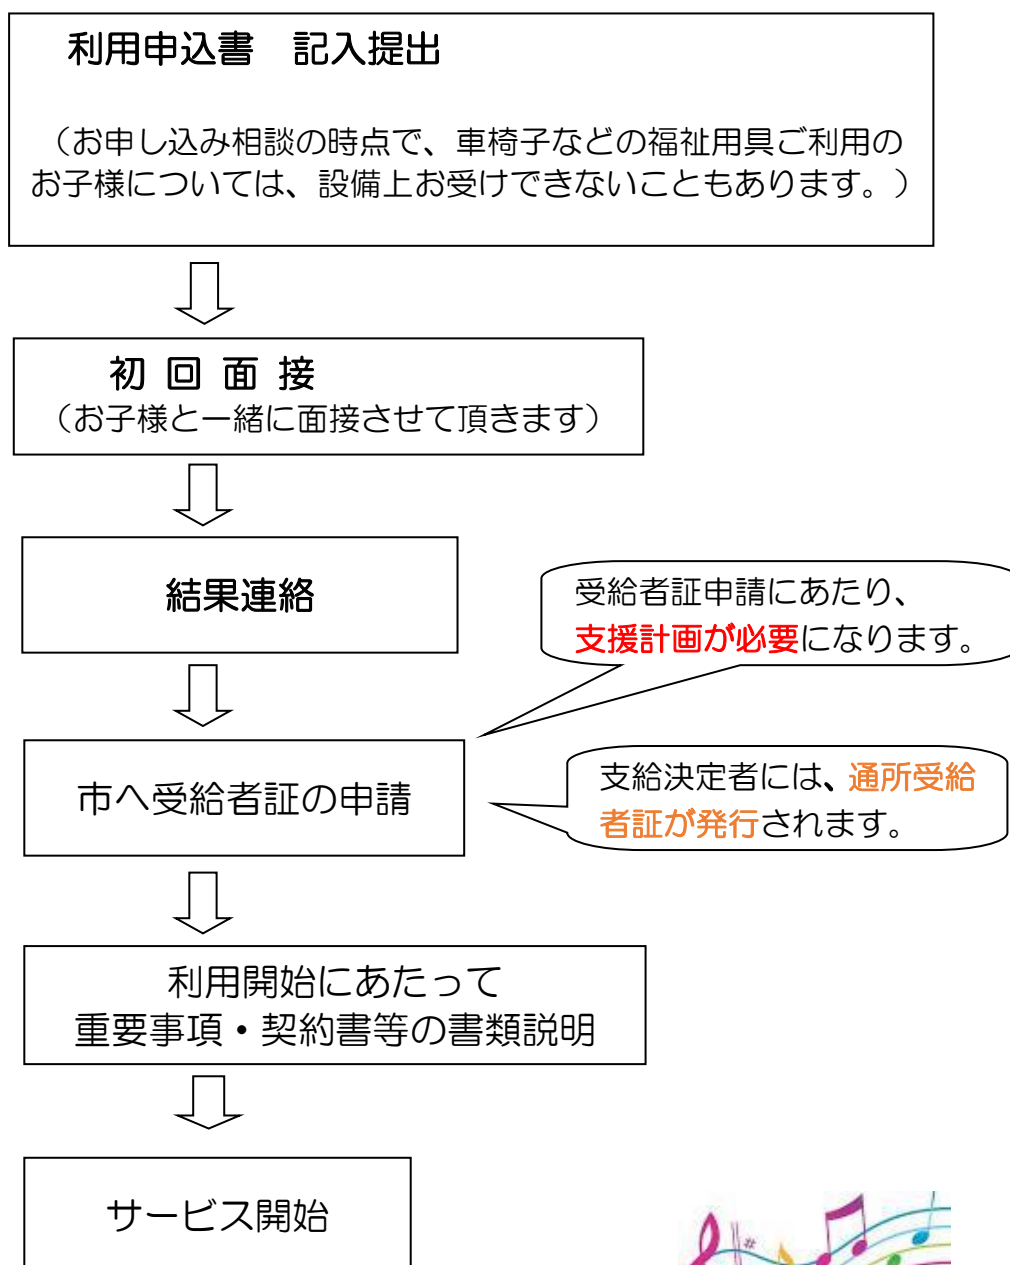 利用申込書　記入提出
（お申し込み相談の時点で、車椅子などの福祉用具ご利用の
お子様については、設備上お受けできないこともあります。）
初 回 面 接
（お子様と一緒に面接させて頂きます）
結果連絡
受給者証申請にあたり、
支援計画が必要になります。
市へ受給者証の申請
支給決定者には、通所受給
者証が発行されます。
利用開始にあたって
重要事項・契約書等の書類説明
サービス開始